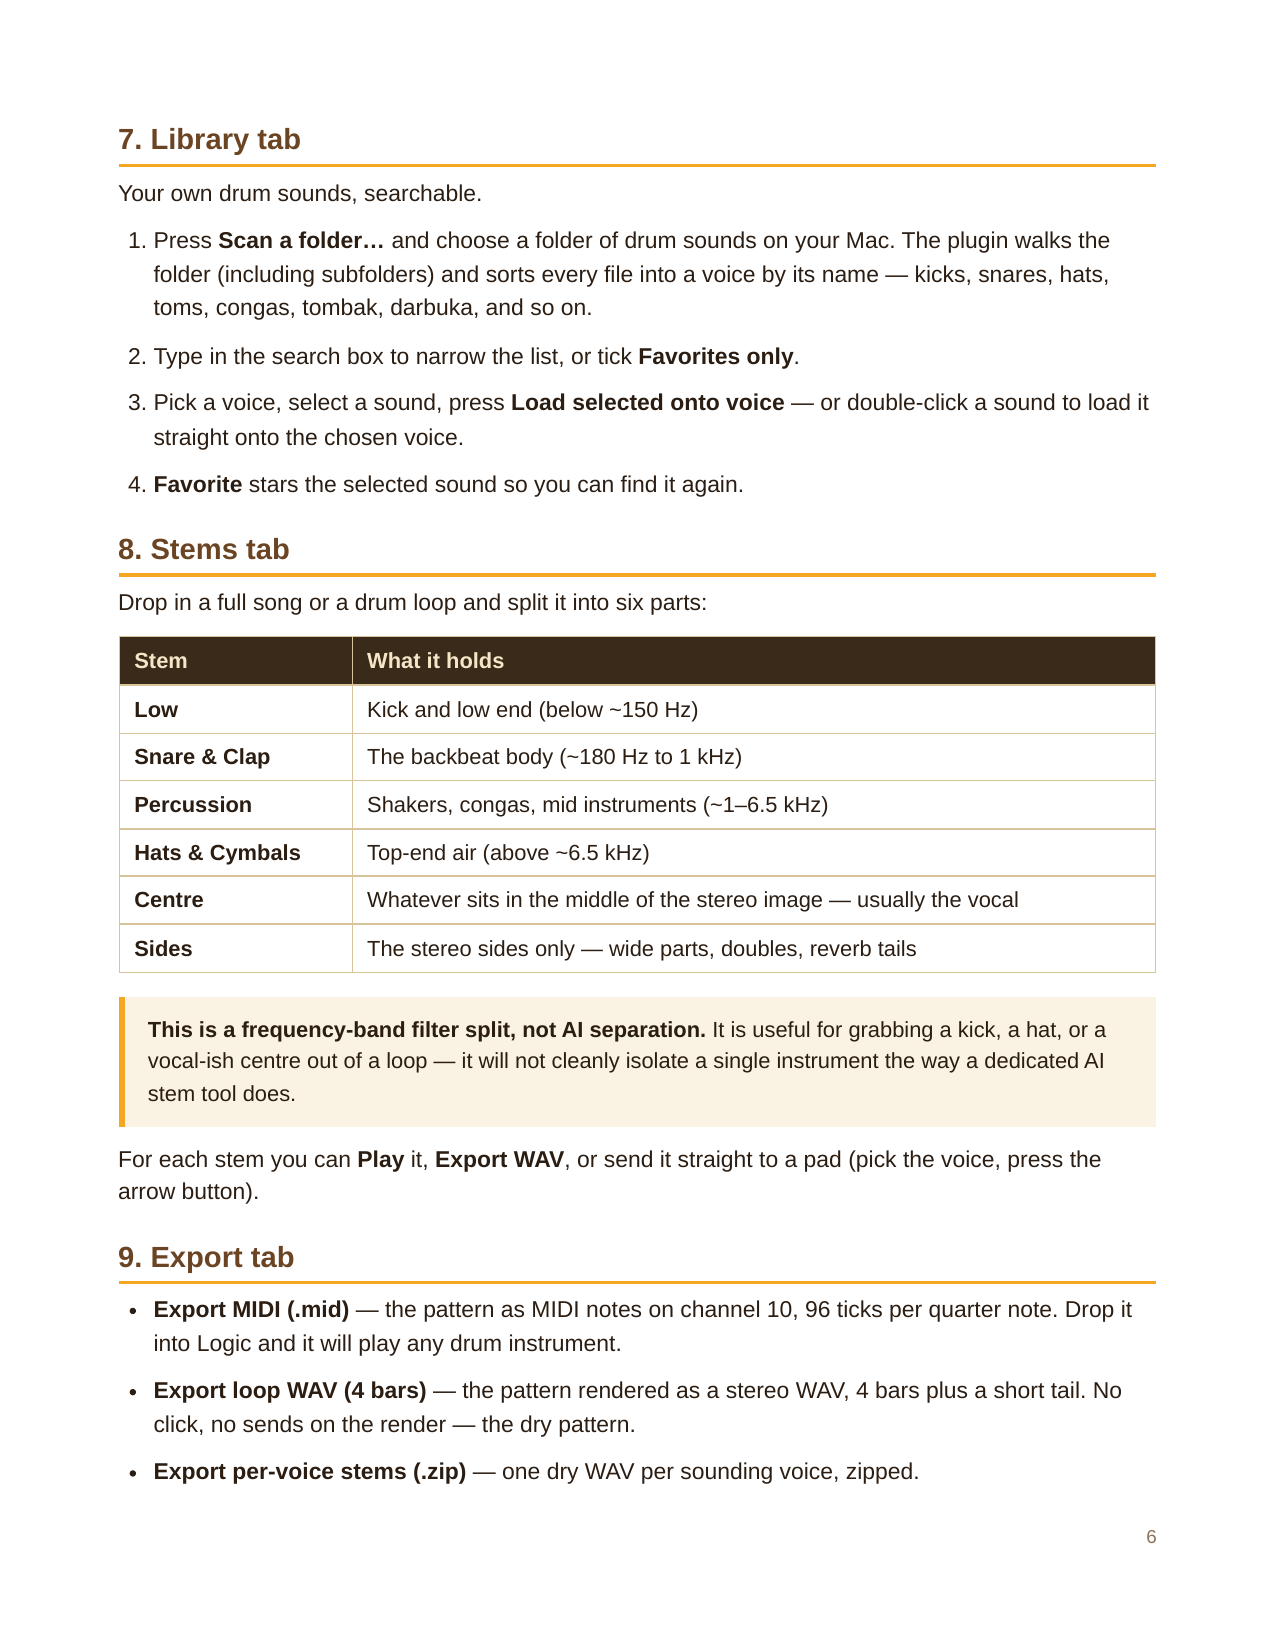 7. Library tab
Your own drum sounds, searchable.
1. Press Scan a folder… and choose a folder of drum sounds on your Mac. The plugin walks the
folder (including subfolders) and sorts every file into a voice by its name — kicks, snares, hats,
toms, congas, tombak, darbuka, and so on.
2. Type in the search box to narrow the list, or tick Favorites only.
3. Pick a voice, select a sound, press Load selected onto voice — or double-click a sound to load it
straight onto the chosen voice.
4. Favorite stars the selected sound so you can find it again.
8. Stems tab
Drop in a full song or a drum loop and split it into six parts:
Stem What it holds
Low Kick and low end (below ~150 Hz)
Snare & Clap The backbeat body (~180 Hz to 1 kHz)
Percussion Shakers, congas, mid instruments (~1–6.5 kHz)
Hats & Cymbals Top-end air (above ~6.5 kHz)
Centre Whatever sits in the middle of the stereo image — usually the vocal
Sides The stereo sides only — wide parts, doubles, reverb tails
This is a frequency-band filter split, not AI separation. It is useful for grabbing a kick, a hat, or a
vocal-ish centre out of a loop — it will not cleanly isolate a single instrument the way a dedicated AI
stem tool does.
For each stem you can Play it, Export WAV, or send it straight to a pad (pick the voice, press the
arrow button).
9. Export tab
• Export MIDI (.mid) — the pattern as MIDI notes on channel 10, 96 ticks per quarter note. Drop it
into Logic and it will play any drum instrument.
• Export loop WAV (4 bars) — the pattern rendered as a stereo WAV, 4 bars plus a short tail. No
click, no sends on the render — the dry pattern.
• Export per-voice stems (.zip) — one dry WAV per sounding voice, zipped.
6